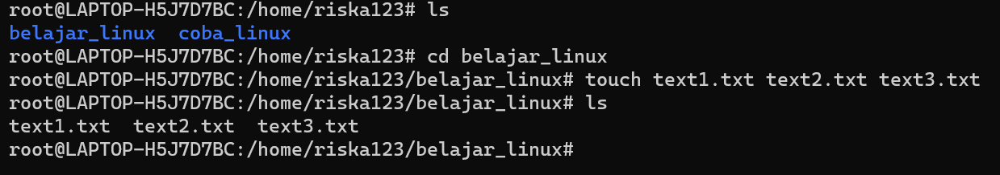 root@LAPTOP-H5J7D7BC:/home/riska123# ls
belajar_linux  coba_linux
root@LAPTOP-H5J7D7BC:/home/riska123# cd belajar_linux
root@LAPTOP-H5J7D7BC:/home/riska123/belajar_linux# touch text1.txt text2.txt text3.txt
root@LAPTOP-H5J7D7BC:/home/riska123/belajar_linux# ls
text1.txt  text2.txt  text3.txt
root@LAPTOP-H5J7D7BC:/home/riska123/belajar_linux#